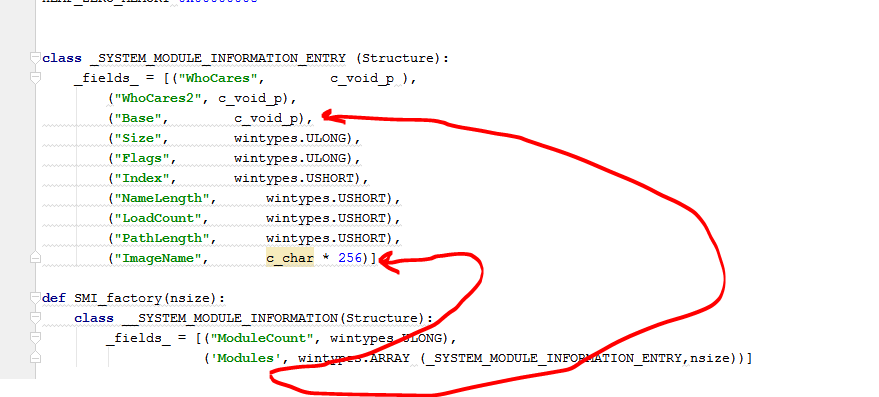 class _SYSTEM_MODULE_INFORMATION_ENTRY (Structure):
_fields_ = [("WhoCares", c_void_p ),
("WhoCares2", c_void_p),
("Base", c_void_p),
("Size", wintypes.ULONG),
("Flags", wintypes.ULONG),
("Index", wintypes.USHORT),
("NameLength", wintypes.USHORT),
("LoadCount", wintypes.USHORT),
("PathLength", wintypes.USHORT),
("ImageName", c_char * 256)]
def SMI_factory(nsize):
class __SYSTEM_MODULE_INFORMATION(Structure):
_fields_ = [("ModuleCount", wintypes.ULONG),
('Modules', wintypes.ARRAY (_SYSTEM_MODULE_INFORMATION_ENTRY,nsize))]